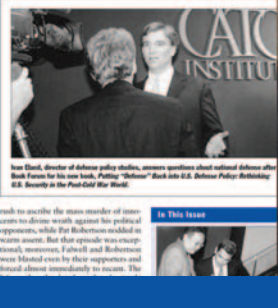 CATO
INSTITU
Ivan Eland, director of defense policy studies, answers questions about national defense after
Book Forum for his new book, Putting "Defense" Back into U.S. Defense Policy: Rethinking
U.S. Security in the Post-Cold War World.
rush to ascribe the mass murder of inno-
cents to divine wrath against his political
opponents, while Pat Robertson nodded in
warm assent. But that episode was excep-
tional; moreover, Falwell and Robertson
were blasted even by their supporters and
forced almost immediately to recant. The
In This Issue